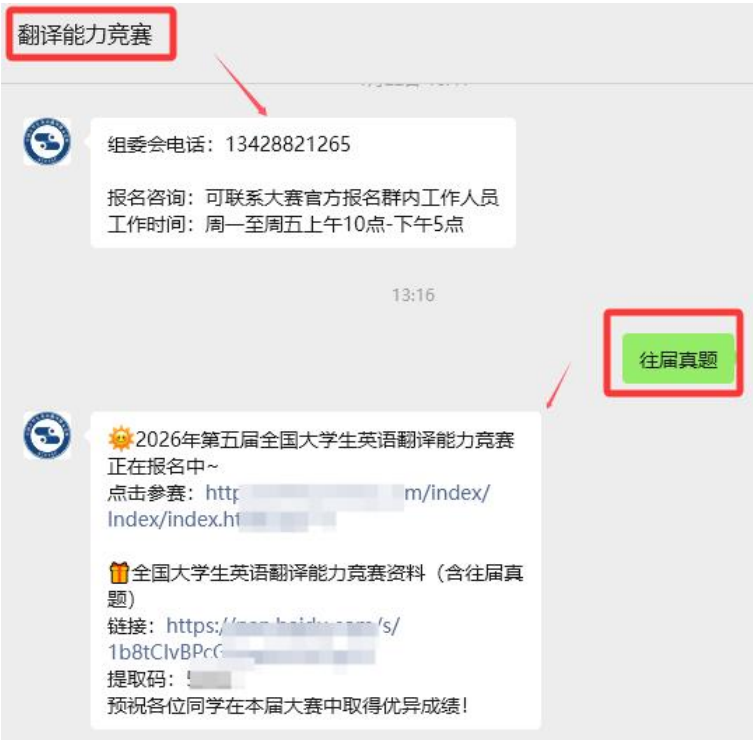 翻译能力竞赛
组委会电话：13428821265
报名咨询：可联系大赛官方报名群内工作人员
工作时间：周一至周五上午10点-下午5点
13:16
往届真题
🌞2026年第五届全国大学生英语翻译能力竞赛
正在报名中~
点击参赛：http m/index/
Index/index.ht
🎁全国大学生英语翻译能力竞赛资料（含往届真
题）
链接：https:/ /s/
1b8tClvBPcG
提取码：
预祝各位同学在本届大赛中取得优异成绩！